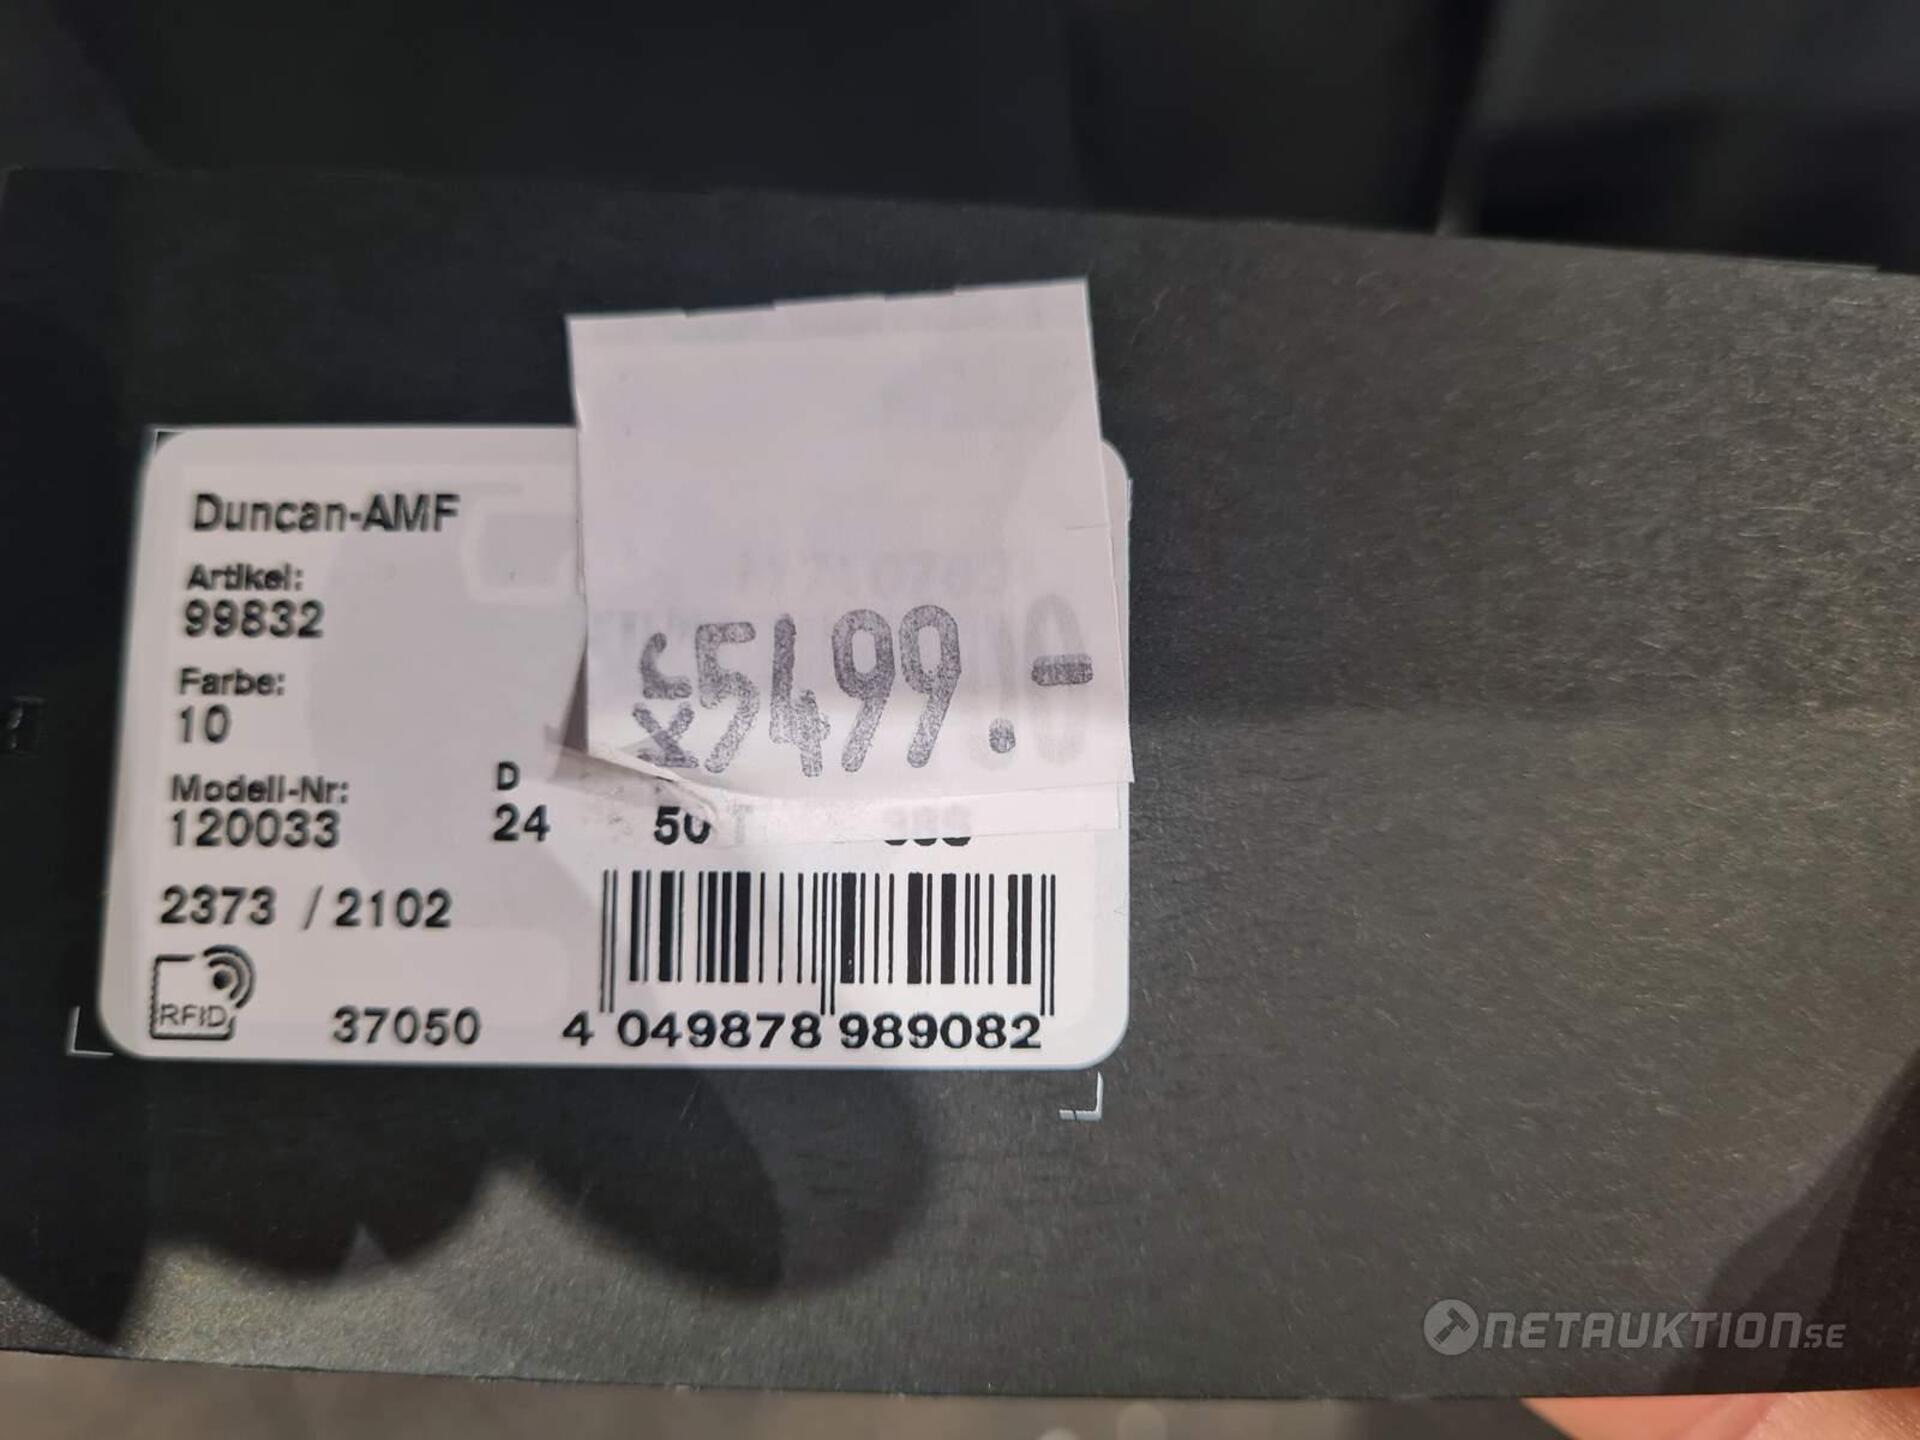 Duncan-AMF
Artikel:
99832
Farbe:
10
Modell-Nr:
120033
D
24
50
2373 / 2102
RFID
37050
4 049878 989082
kr 5499.-
NETAUKTION.SE